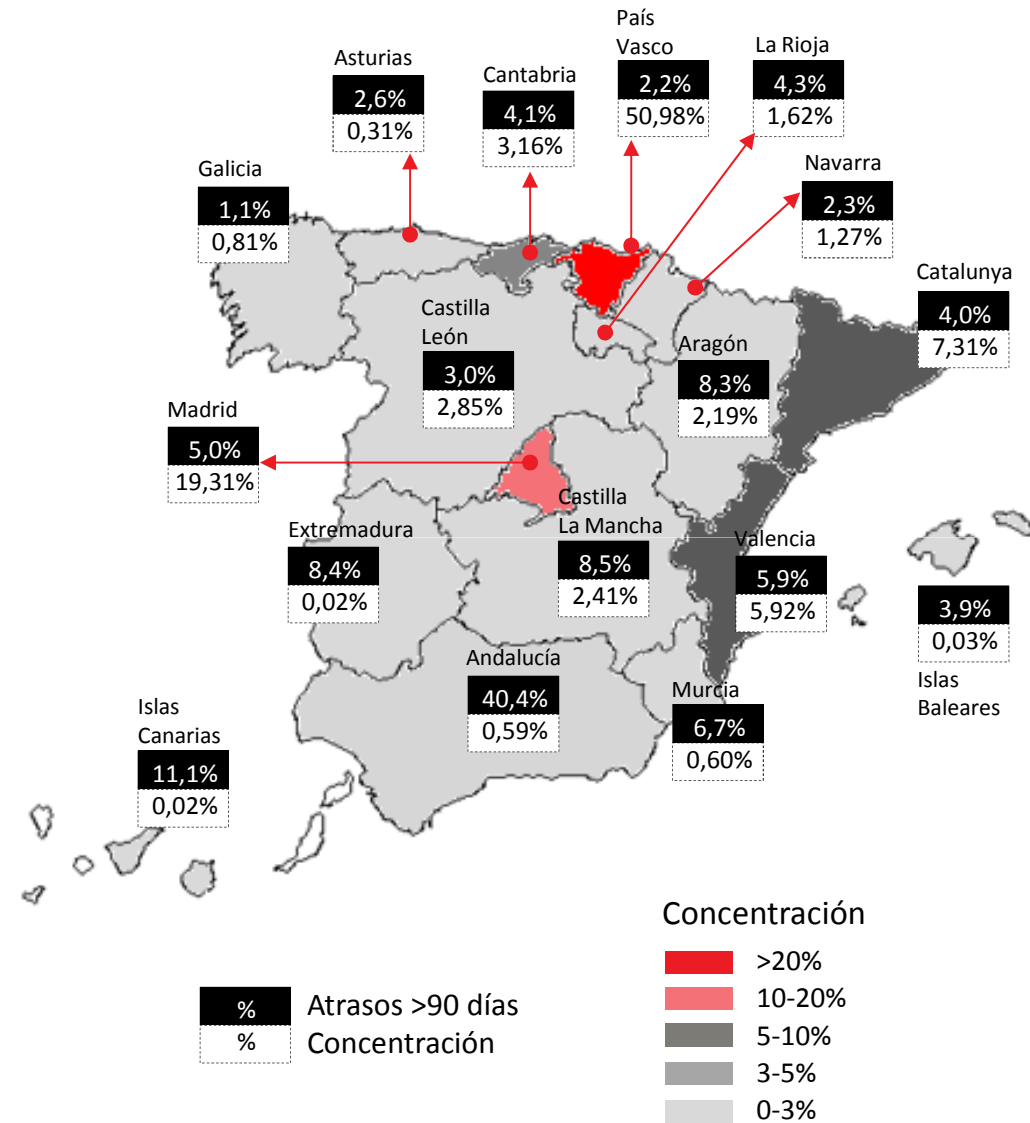 País
Vasco
2,2%
50,98%
La Rioja
4,3%
1,62%
Asturias
2,6%
0,31%
Cantabria
4,1%
3,16%
Navarra
2,3%
1,27%
Galicia
1,1%
0,81%
Catalunya
4,0%
7,31%
Castilla
León
3,0%
2,85%
Aragón
8,3%
2,19%
Madrid
5,0%
19,31%
Castilla
La Mancha
8,5%
2,41%
Extremadura
8,4%
0,02%
Valencia
5,9%
5,92%
3,9%
0,03%
Islas
Baleares
Andalucía
40,4%
0,59%
Murcia
6,7%
0,60%
Islas
Canarias
11,1%
0,02%
Concentración
>20%
10-20%
5-10%
3-5%
0-3%
% Atrasos >90 días
% Concentración